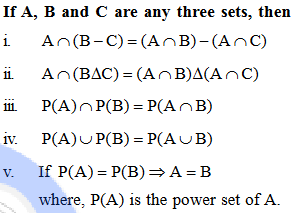 If A, B and C are any three sets, then
i. A∩(B−C) = (A∩B)−(A∩C)
ii. A∩(BΔC) = (A∩B)Δ(A∩C)
iii. P(A)∩P(B) = P(A∩B)
iv. P(A)∪P(B) = P(A∪B)
v. If P(A) = P(B) ⇒ A = B
where, P(A) is the power set of A.